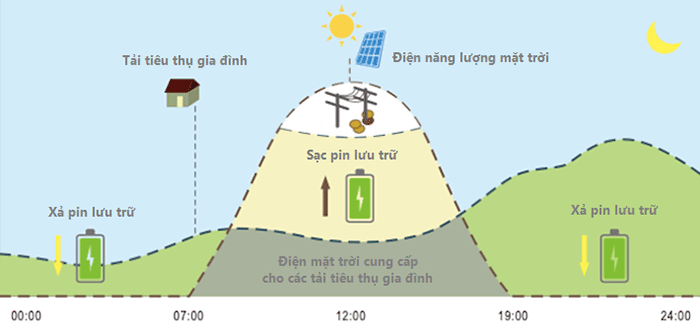 Tải tiêu thụ gia đình
Điện năng lượng mặt trời
Sạc pin lưu trữ
Xả pin lưu trữ
Xả pin lưu trữ
Điện mặt trời cung cấp
cho các tải tiêu thụ gia đình
00:00
07:00
12:00
19:00
24:00